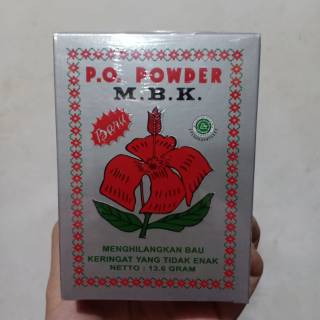 P.O. POWDER
M.B.K.
Baru
MENGHILANGKAN BAU
KERINGAT YANG TIDAK ENAK
NETTO : 13.6 GRAM